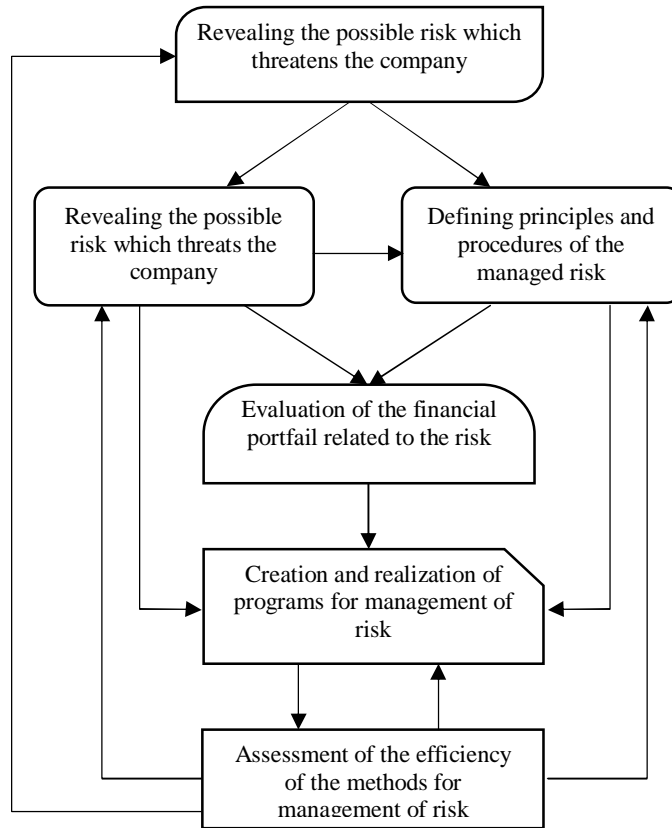 Revealing the possible risk which
threatens the company
Revealing the possible
risk which threats the
company
Defining principles and
procedures of the
managed risk
Evaluation of the financial
portfail related to the risk
Creation and realization of
programs for management of
risk
Assessment of the efficiency
of the methods for
management of risk